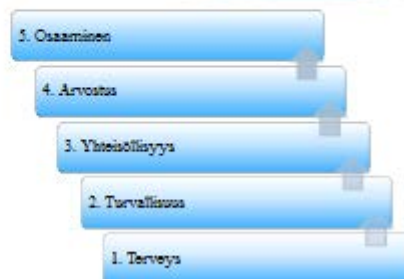 5. Osaaminen
4. Arvostus
3. Yhteisöllisyys
2. Turvallisuus
1. Terveys